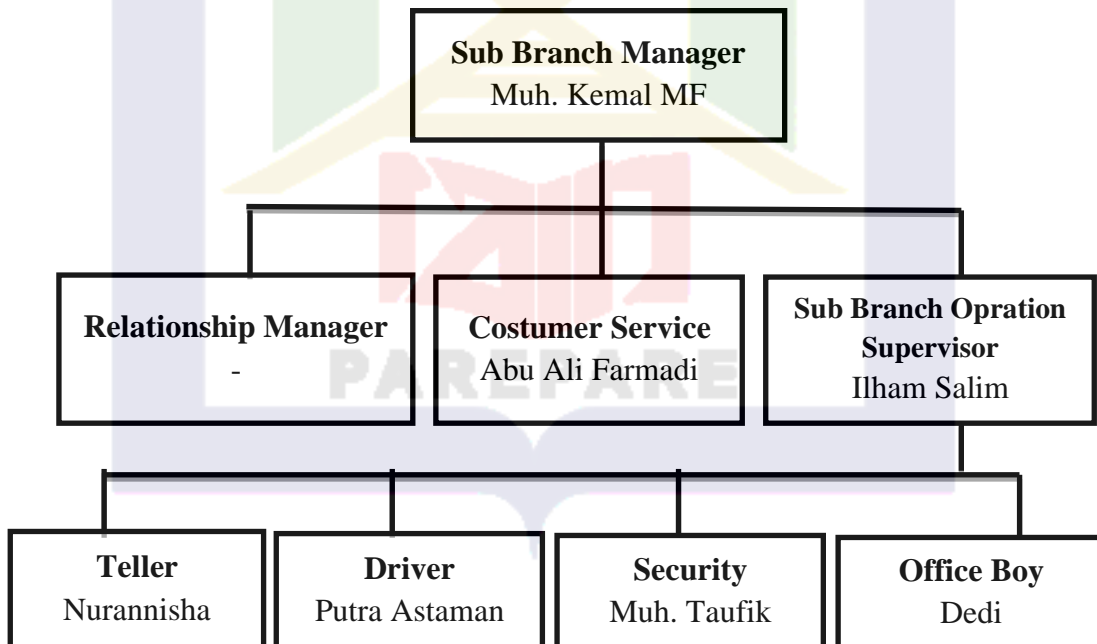 Sub Branch Manager
Muh. Kemal MF
Relationship Manager
-
Costumer Service
Abu Ali Farmadi
Sub Branch Opration
Supervisor
Ilham Salim
PAREPARE
Teller
Nurannisha
Driver
Putra Astaman
Security
Muh. Taufik
Office Boy
Dedi